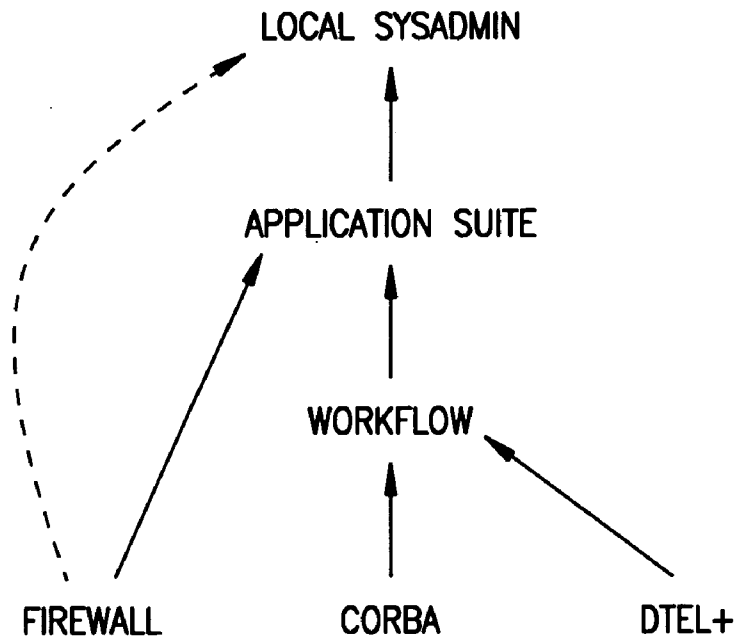 LOCAL SYSADMIN
APPLICATION SUITE
WORKFLOW
FIREWALL CORBA DTEL+